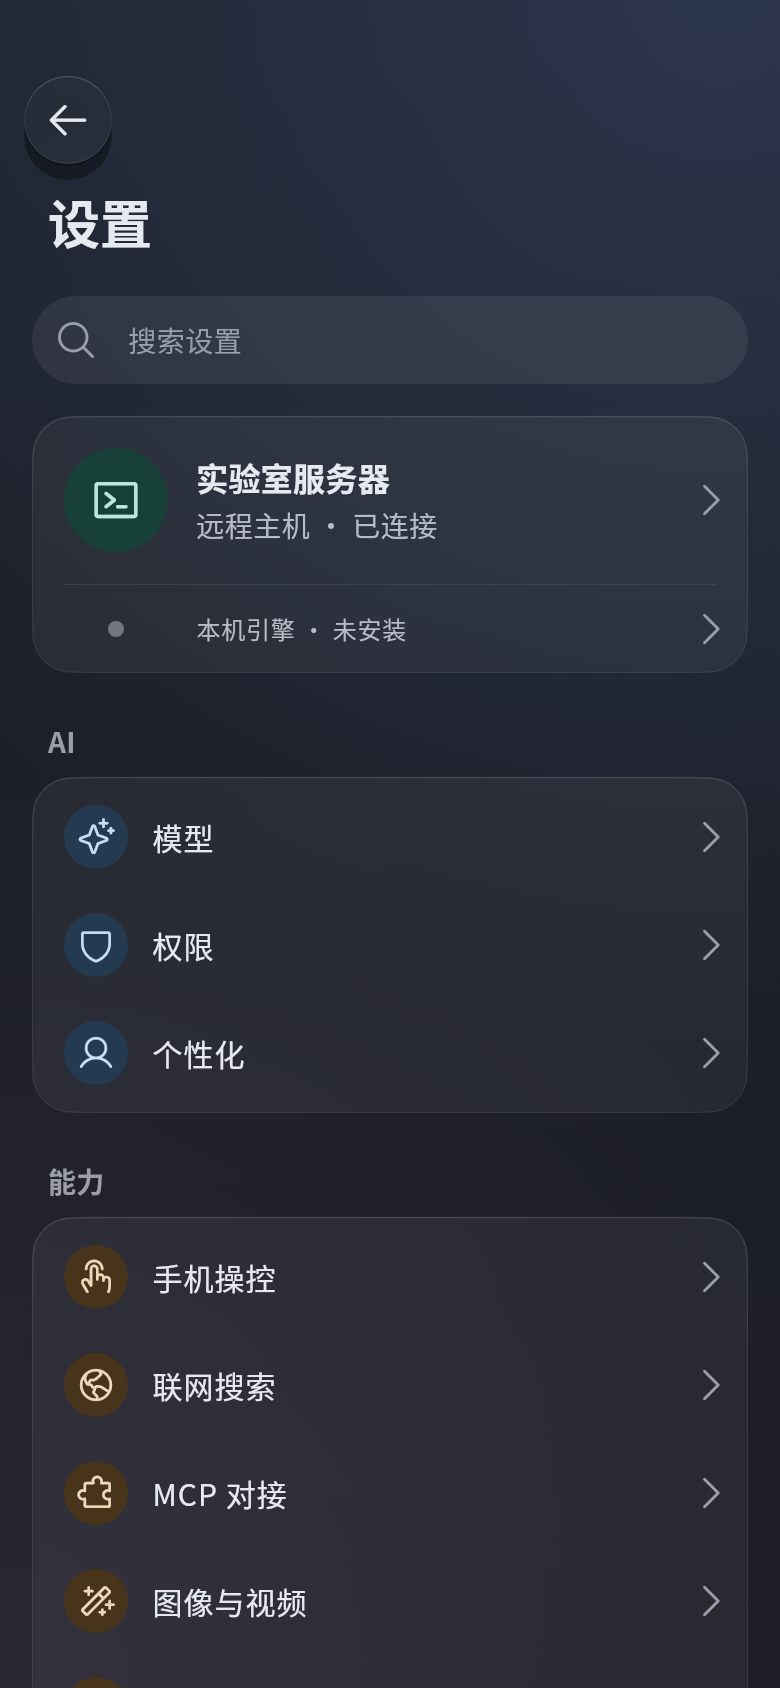 设置
搜索设置
实验室服务器
远程主机 • 已连接
本机引擎 • 未安装
AI
模型
权限
个性化
能力
手机操控
联网搜索
MCP 对接
图像与视频